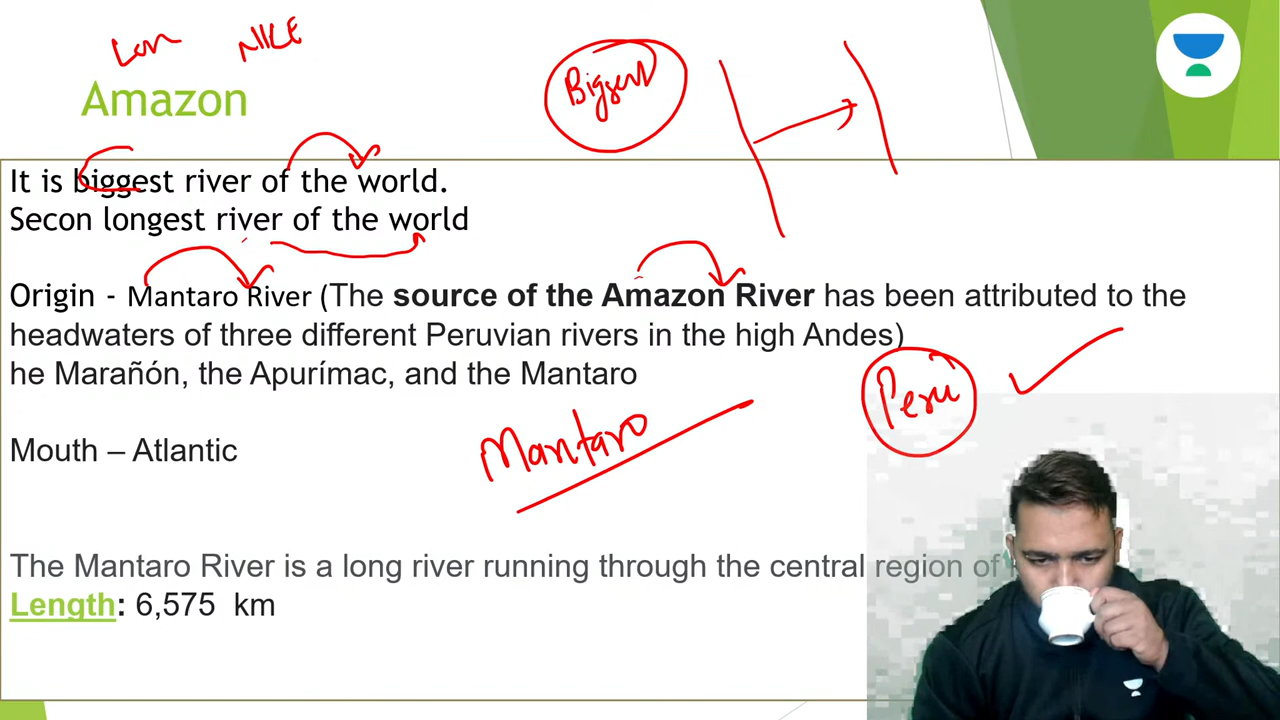 Lon NILE
Amazon
Biggest
It is biggest river of the world.
Secon longest river of the world
Origin - Mantaro River (The source of the Amazon River has been attributed to the
headwaters of three different Peruvian rivers in the high Andes)
he Marañón, the Apurímac, and the Mantaro
Peru
Mantaro
Mouth – Atlantic
The Mantaro River is a long river running through the central region of
Length: 6,575 km